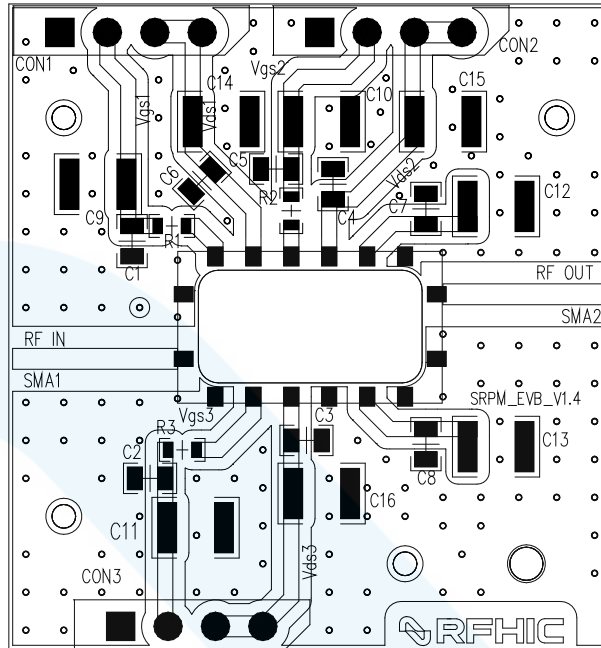 CON1
CON2
C14
Vgs2
C10
C15
Vgs1
Vds1
C6
C5
R2
Vds2
C12
C9
R1
C4
C7
C1
RF OUT
SMA2
RF IN
SMA1
SRPM_EVB_V1.4
Vgs3
R3
C3
C13
C2
C8
C16
C11
Vds3
CON3
RFHIC